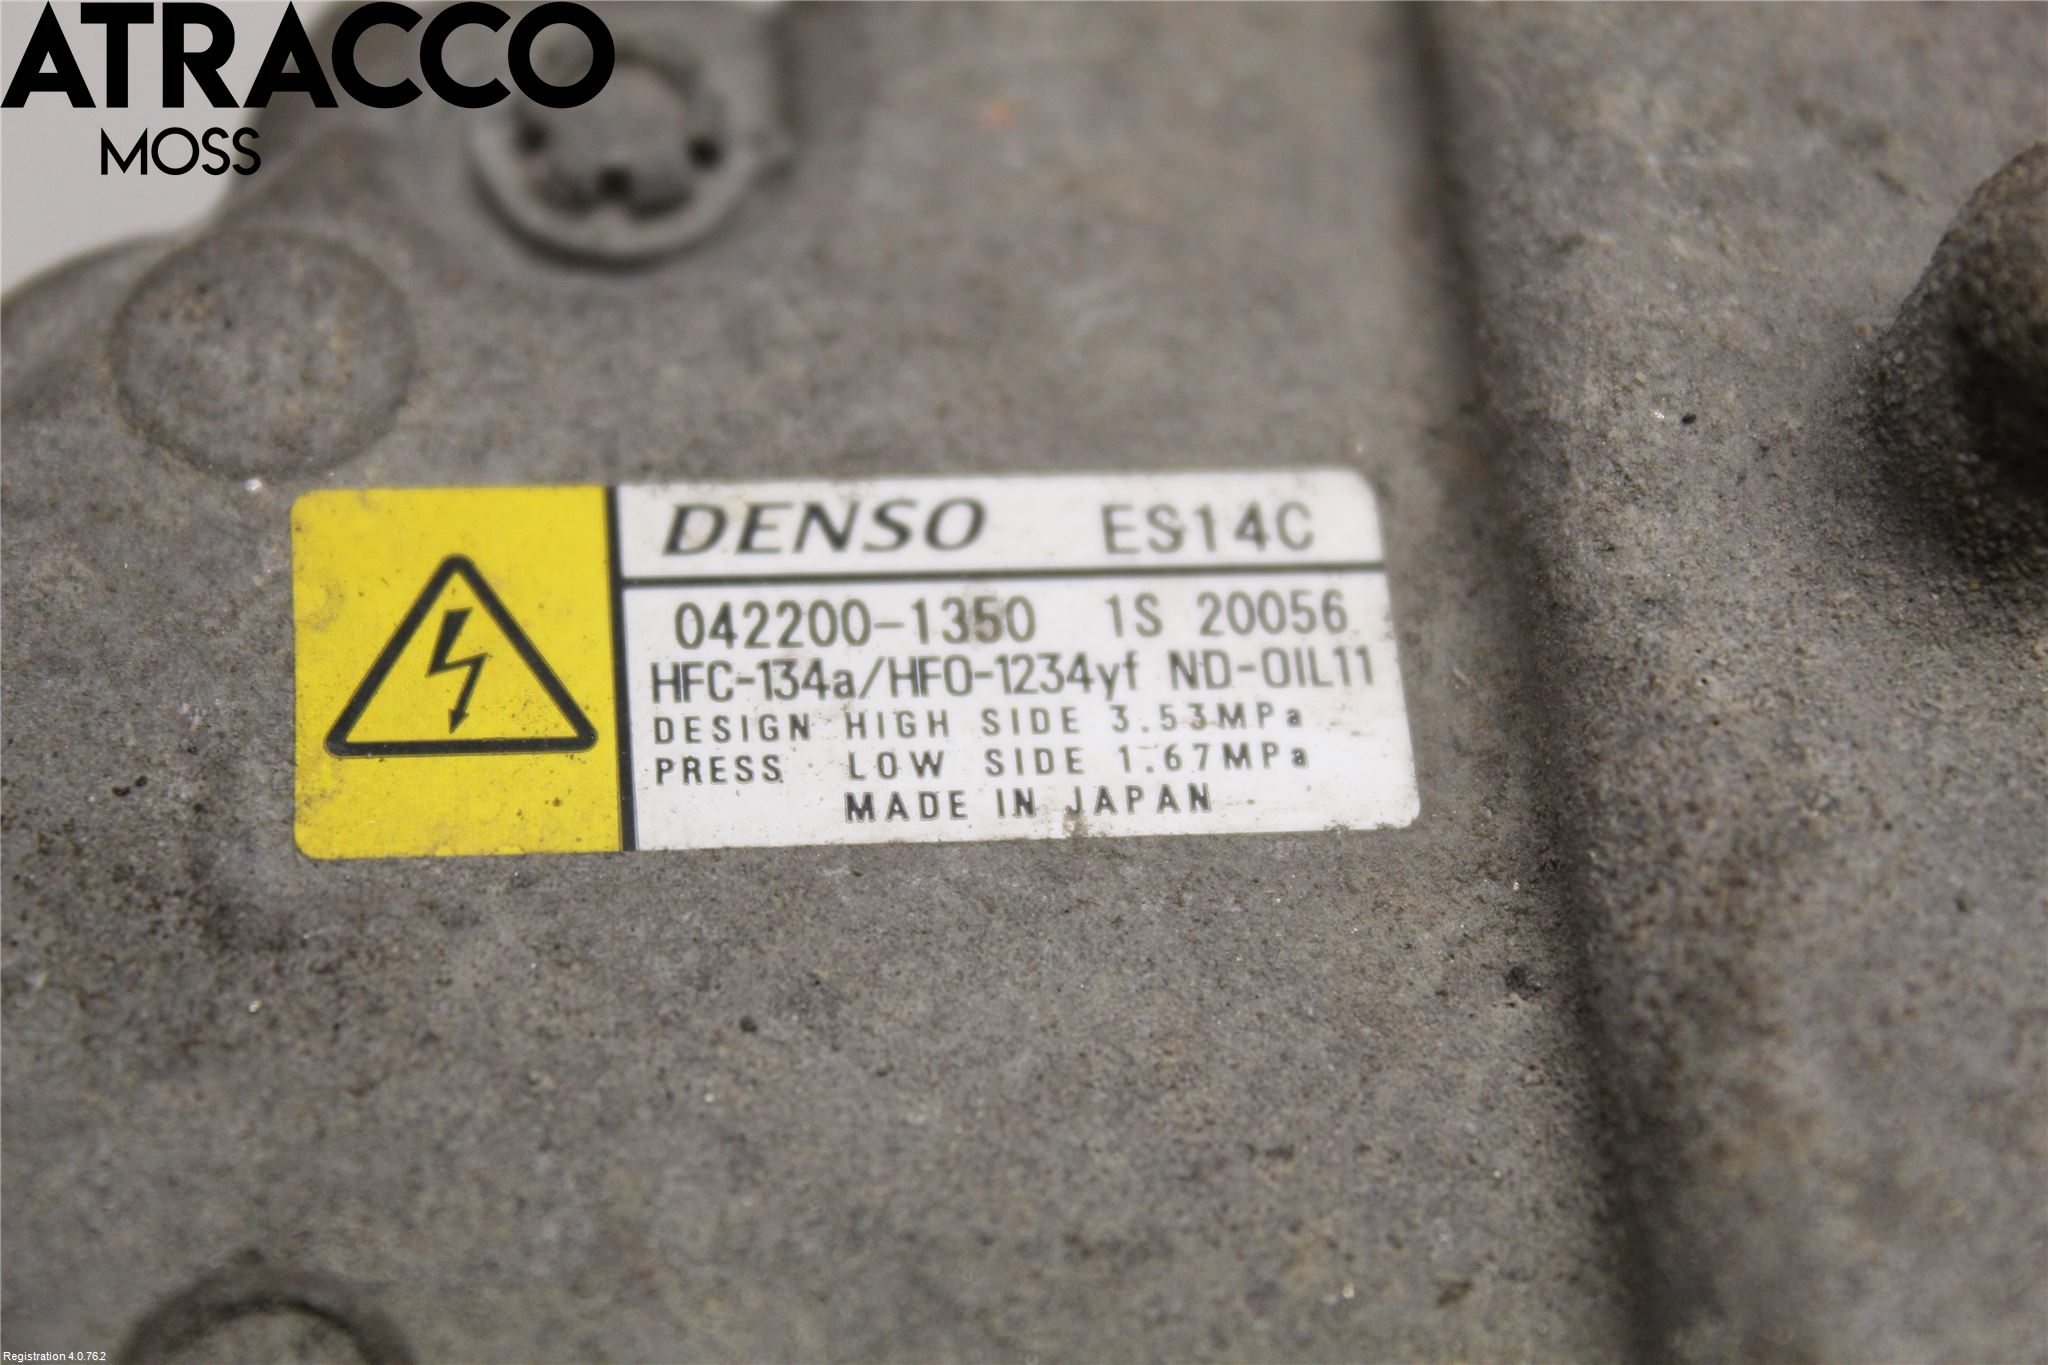 ATRACCO
MOSS
DENSO ES14C
042200-1350 1S 20056
HFC-134a/HFO-1234yf ND-OIL11
DESIGN HIGH SIDE 3.53MPa
PRESS LOW SIDE 1.67MPa
MADE IN JAPAN
Registration 4.0.762